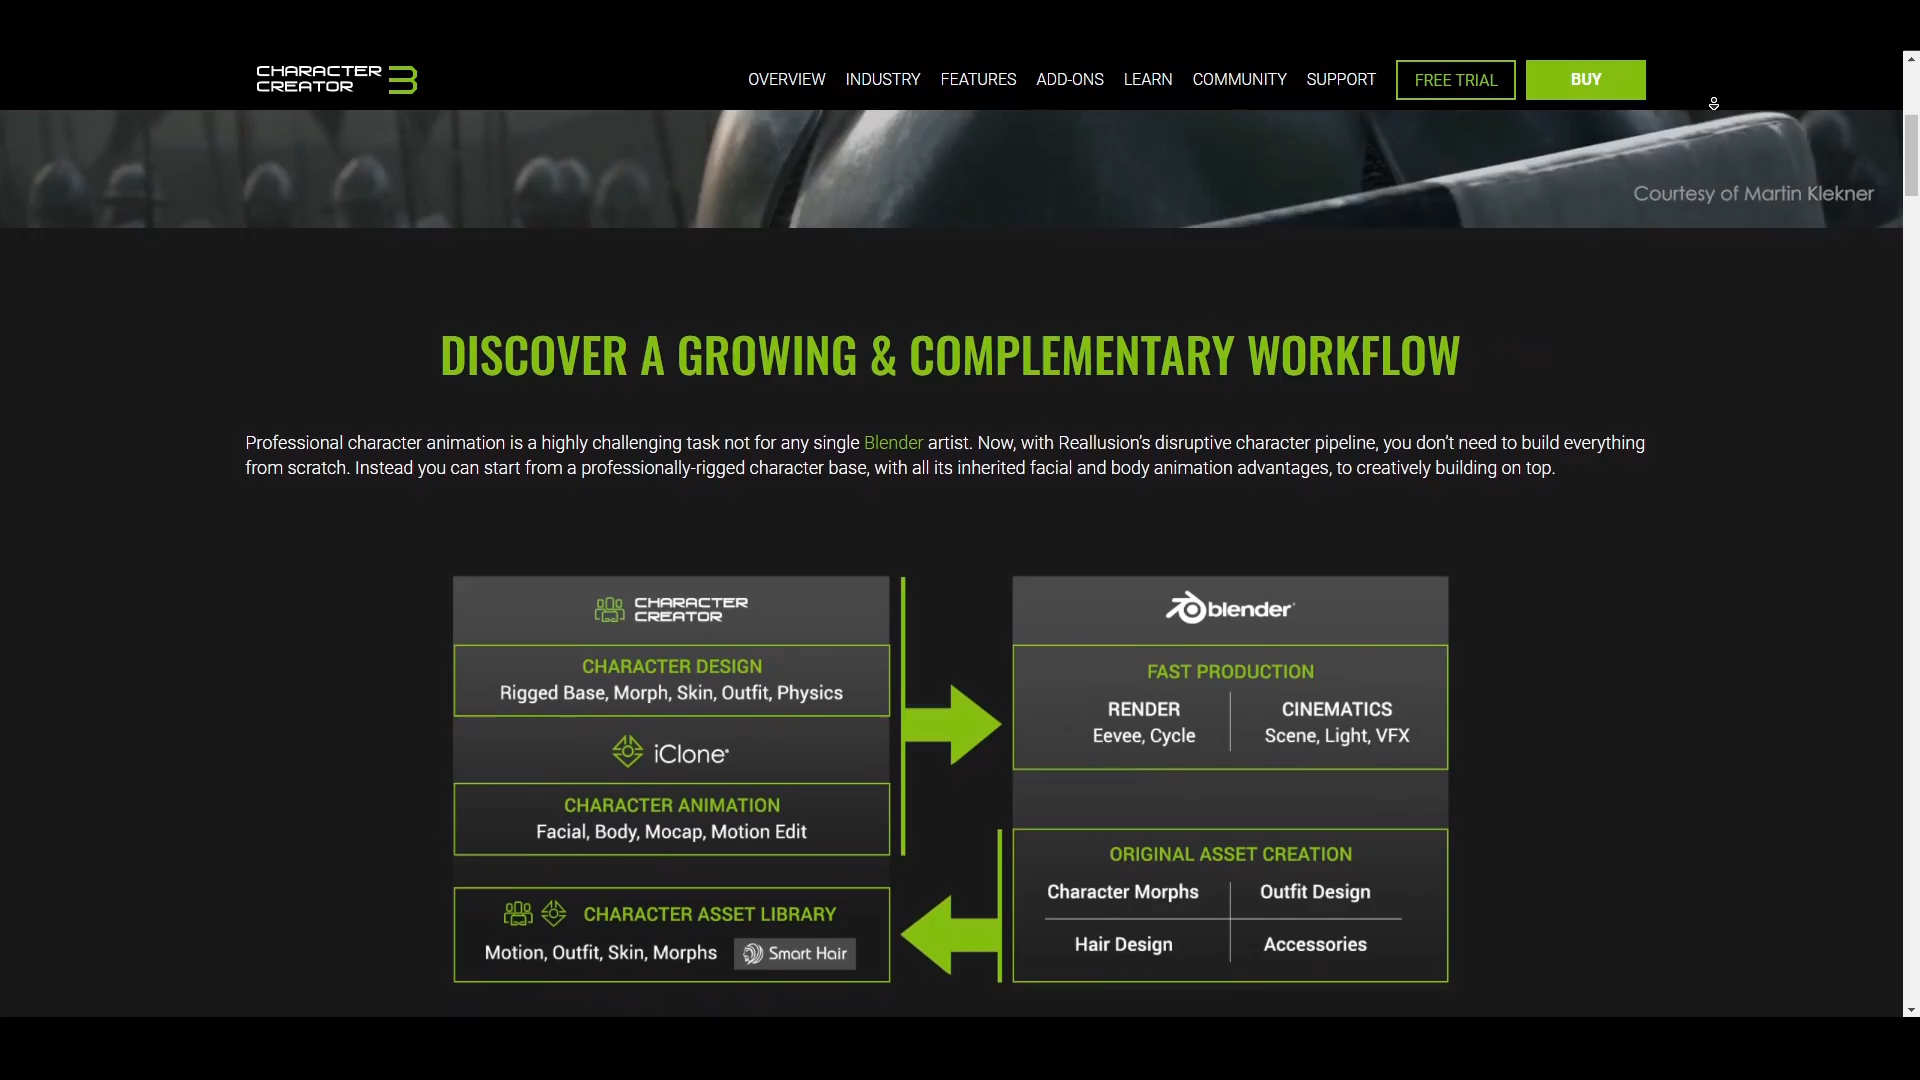 CHARACTER CREATOR 3
OVERVIEW INDUSTRY FEATURES ADD-ONS LEARN COMMUNITY SUPPORT FREE TRIAL BUY
Courtesy of Martin Klekner
DISCOVER A GROWING & COMPLEMENTARY WORKFLOW
Professional character animation is a highly challenging task not for any single Blender artist. Now, with Reallusion's disruptive character pipeline, you don't need to build everything
from scratch. Instead you can start from a professionally-rigged character base, with all its inherited facial and body animation advantages, to creatively building on top.
CHARACTER
CREATOR
CHARACTER DESIGN
Rigged Base, Morph, Skin, Outfit, Physics
iClone
CHARACTER ANIMATION
Facial, Body, Mocap, Motion Edit
CHARACTER ASSET LIBRARY
Motion, Outfit, Skin, Morphs Smart Hair
blender
FAST PRODUCTION
RENDER CINEMATICS
Eevee, Cycle Scene, Light, VFX
ORIGINAL ASSET CREATION
Character Morphs Outfit Design
Hair Design Accessories